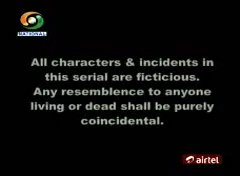 NATIONAL
All characters & incidents in
this serial are ficticious.
Any resemblence to anyone
living or dead shall be purely
coincidental.
airtel